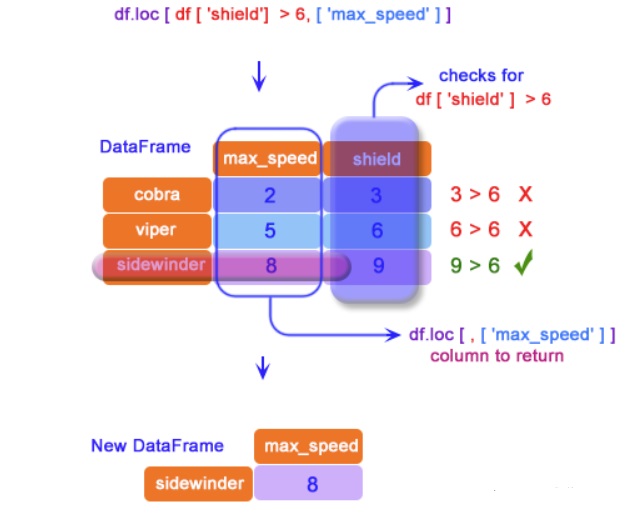 df.loc [ df [ 'shield'] > 6, [ 'max_speed' ] ]
checks for
df [ 'shield' ] > 6
DataFrame
max_speed shield
cobra 2 3 3 > 6 X
viper 5 6 6 > 6 X
sidewinder 8 9 9 > 6 ✓
df.loc [ , [ 'max_speed' ] ]
column to return
New DataFrame max_speed
sidewinder 8